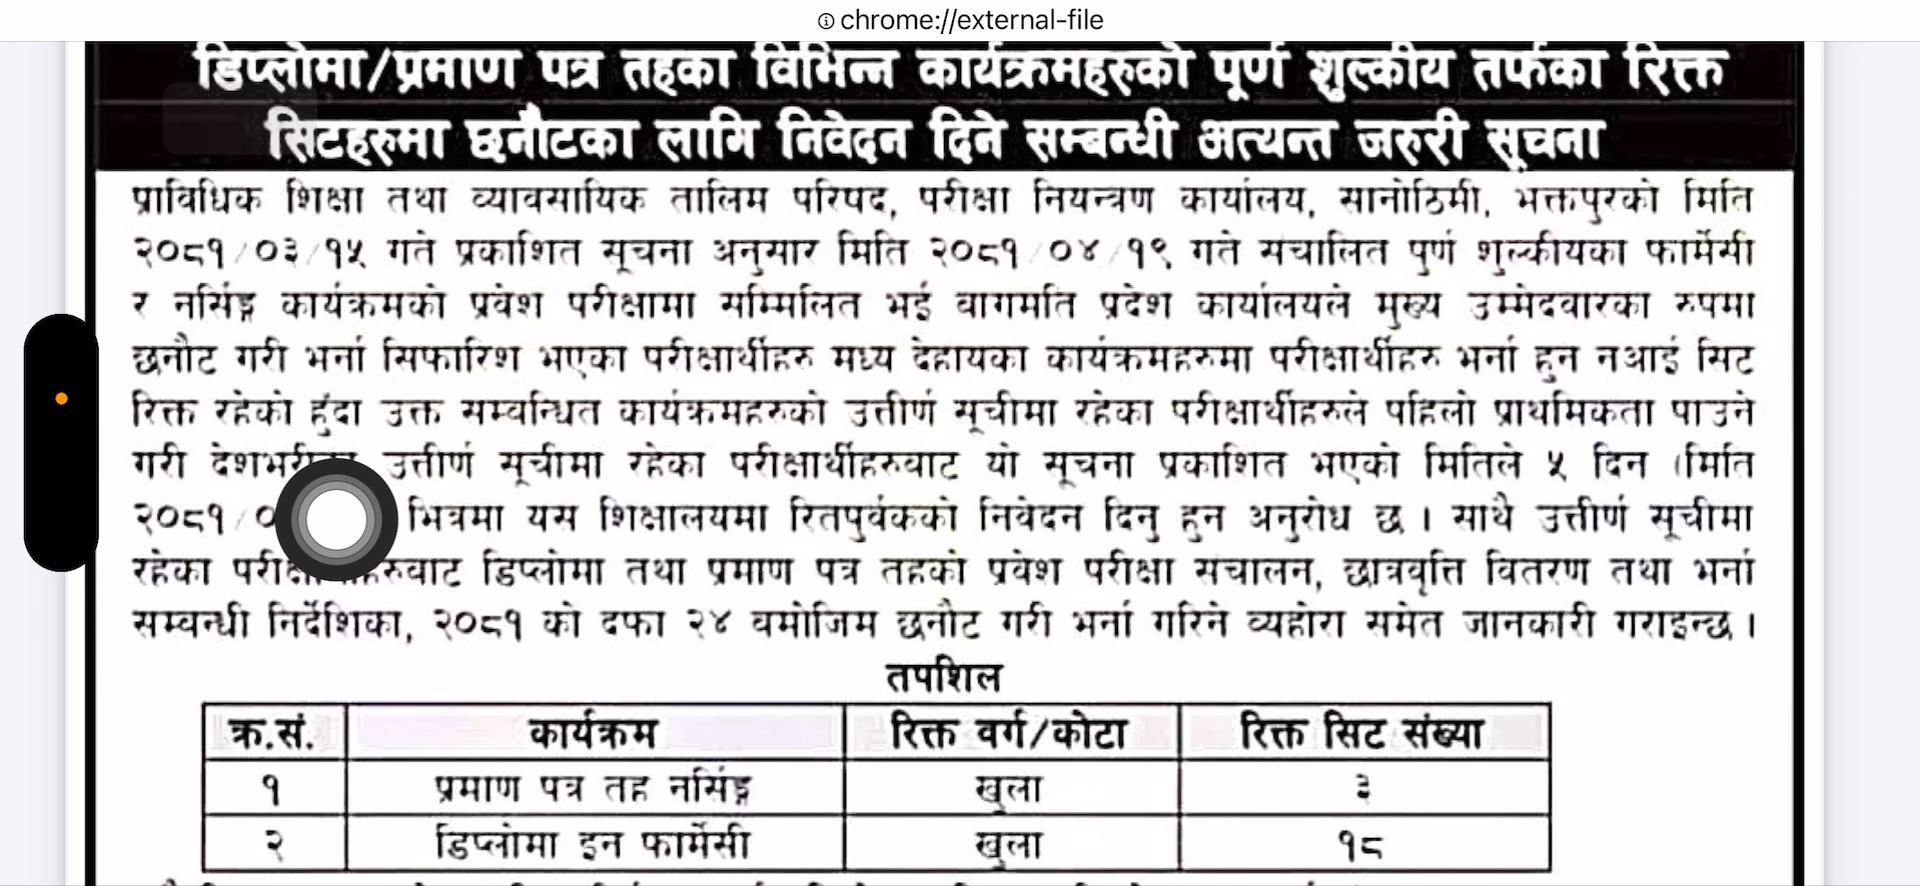 chrome://external-file
डिप्लोमा/प्रमाण पत्र तहका विभिन्न कार्यक्रमहरुको पूर्ण शुल्कीय तर्फका रिक्त
सिटहरुमा छनौटका लागि निवेदन दिने सम्बन्धी अत्यन्त जरुरी सूचना
प्राविधिक शिक्षा तथा व्यावसायिक तालिम परिषद, परीक्षा नियन्त्रण कार्यालय, सानोठिमी, भक्तपुरको मिति
२०८१/०३/१५ गते प्रकाशित सूचना अनुसार मिति २०८१/०४/१९ गते संचालित पुर्ण शुल्कीयका फार्मेसी
र नर्सिङ्ग कार्यक्रमको प्रवेश परीक्षामा सम्मिलित भई वागमति प्रदेश कार्यालयले मुख्य उम्मेदवारका रुपमा
छनौट गरी भर्ना सिफारिश भएका परीक्षार्थीहरु मध्य देहायका कार्यक्रमहरुमा परीक्षार्थीहरु भर्ना हुन नआई सिट
रिक्त रहेको हुंदा उक्त सम्वन्धित कार्यक्रमहरुको उत्तीर्ण सूचीमा रहेका परीक्षार्थीहरुले पहिलो प्राथमिकता पाउने
गरी उत्तीर्ण सूचीमा रहेका परीक्षार्थीहरुवाट यो सूचना प्रकाशित भएको मितिले ५ दिन (मिति
२०८१/० भित्रमा यस शिक्षालयमा रितपुर्वकको निवेदन दिनु हुन अनुरोध छ । साथै उत्तीर्ण सूचीमा
रहेका डिप्लोमा तथा प्रमाण पत्र तहको प्रवेश परीक्षा संचालन, छात्रवृत्ति वितरण तथा भर्ना
सम्वन्धी निर्देशिका, २०८१ को दफा २४ वमोजिम छनौट गरी भर्ना गरिने व्यहोरा समेत जानकारी गराइन्छ ।
तपशिल
क्र.सं. कार्यक्रम रिक्त वर्ग/कोटा रिक्त सिट संख्या
१ प्रमाण पत्र तह नर्सिङ्ग खुला ३
२ डिप्लोमा इन फार्मेसी खुला १८